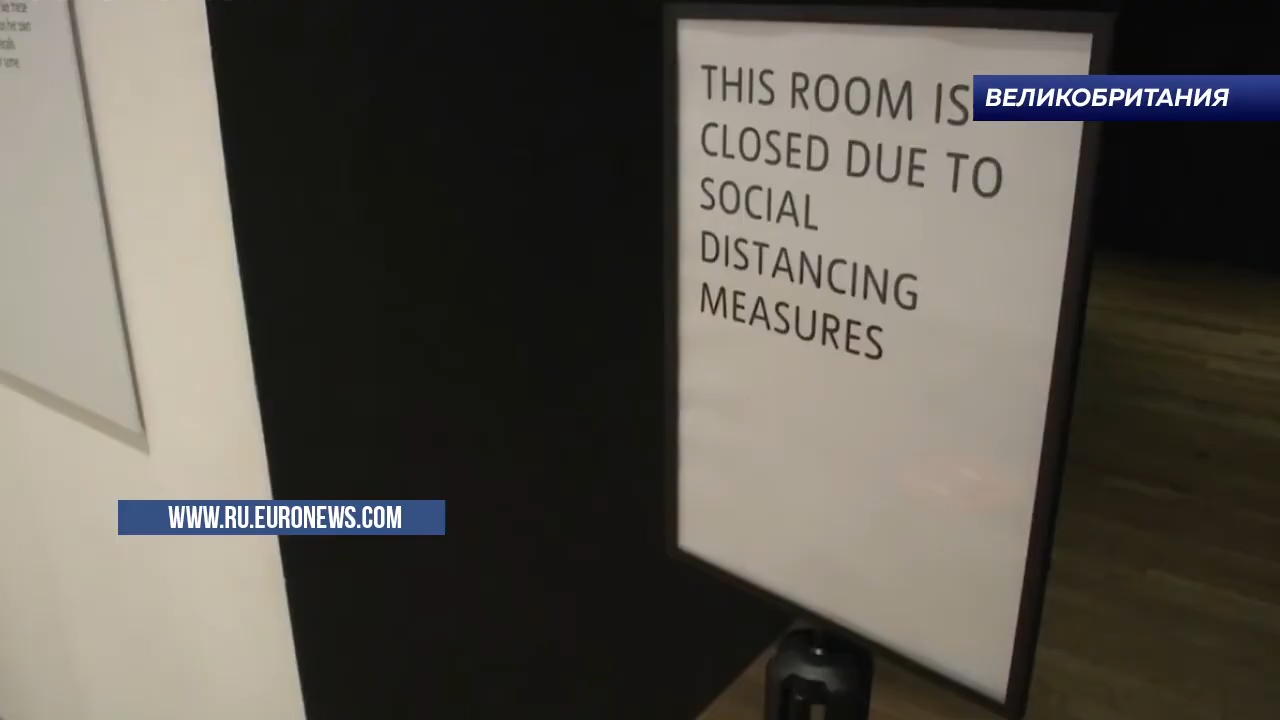 THIS ROOM IS
CLOSED DUE TO
SOCIAL
DISTANCING
MEASURES
ВЕЛИКОБРИТАНИЯ
WWW.RU.EURONEWS.COM